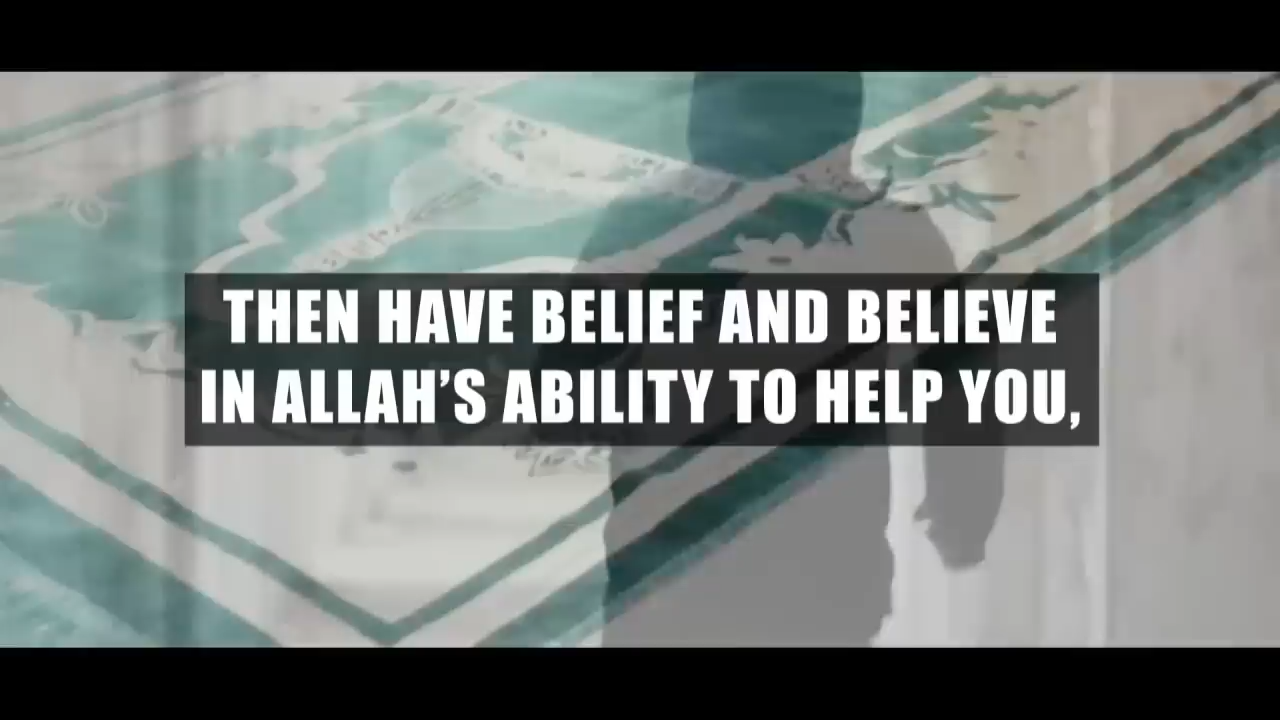 THEN HAVE BELIEF AND BELIEVE
IN ALLAH’S ABILITY TO HELP YOU,